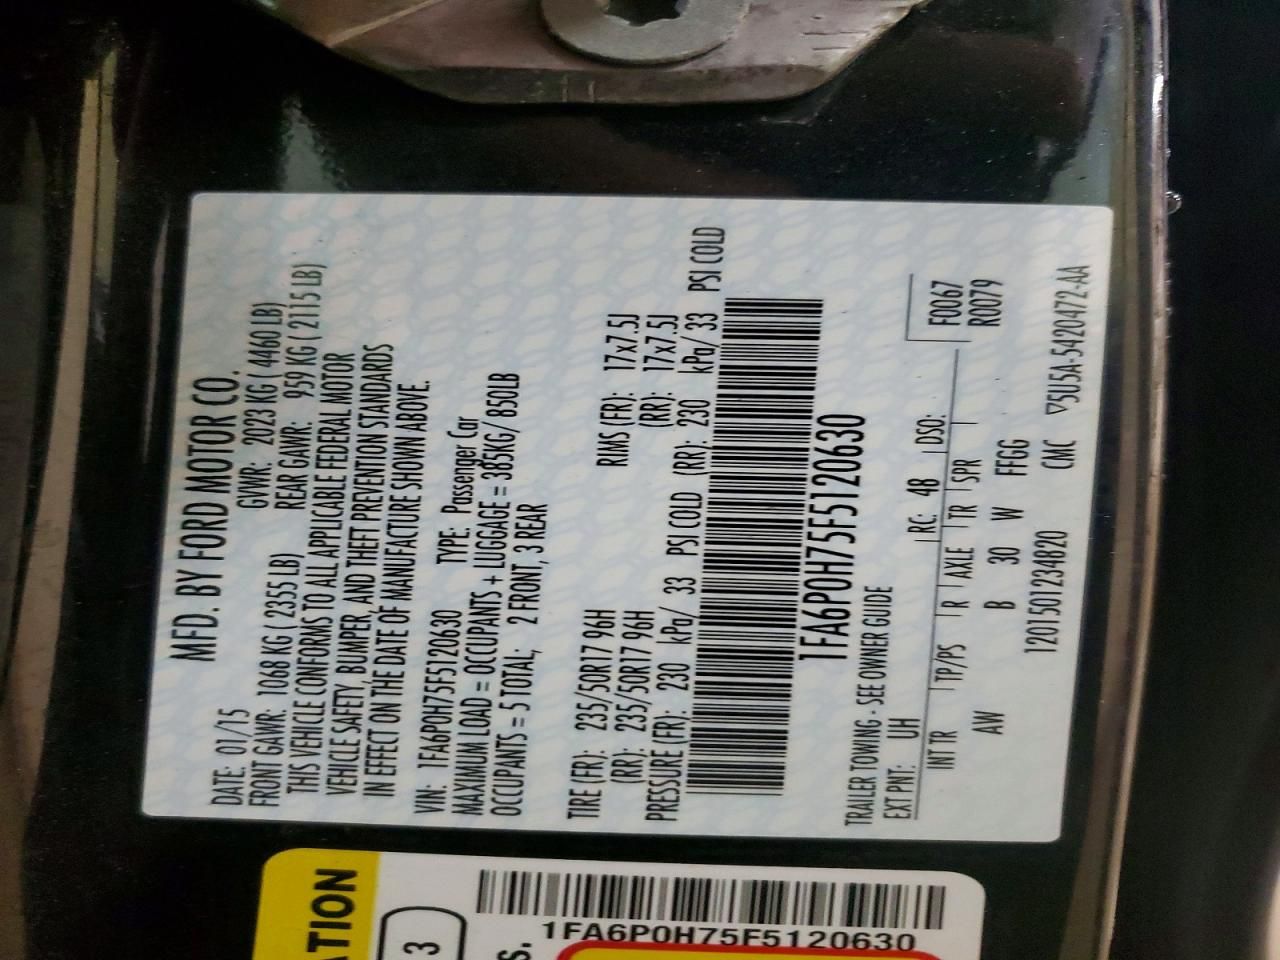 MFD. BY FORD MOTOR CO.
DATE: 01/15 GVWR: 2023 KG ( 4460 LB)
FRONT GAWR: 1068 KG ( 2355 LB) REAR GAWR: 959 KG ( 2115 LB)
THIS VEHICLE CONFORMS TO ALL APPLICABLE FEDERAL MOTOR
VEHICLE SAFETY, BUMPER, AND THEFT PREVENTION STANDARDS
IN EFFECT ON THE DATE OF MANUFACTURE SHOWN ABOVE.
VIN: 1FA6P0H75F5120630 TYPE: Passenger Car
MAXIMUM LOAD = OCCUPANTS + LUGGAGE = 385KG/ 850LB
OCCUPANTS = 5 TOTAL; 2 FRONT, 3 REAR
TIRE (FR): 235/50R17 96H RIMS (FR): 17x7.5J
(RR): 235/50R17 96H (RR): 17x7.5J
PRESSURE (FR): 230 kPa/ 33 PSI COLD (RR): 230 kPa/ 33 PSI COLD
1FA6P0H75F5120630
TRAILER TOWING - SEE OWNER GUIDE
EXT PNT: UH RC: 48 DSO: F0067
INT TR TP/PS R AXLE TR SPR R0079
AW B 30 W FFGG
1201501234B20 CMC ▽5U5A-5420472-AA
ATION
3
1FA6P0H75F5120630
S.